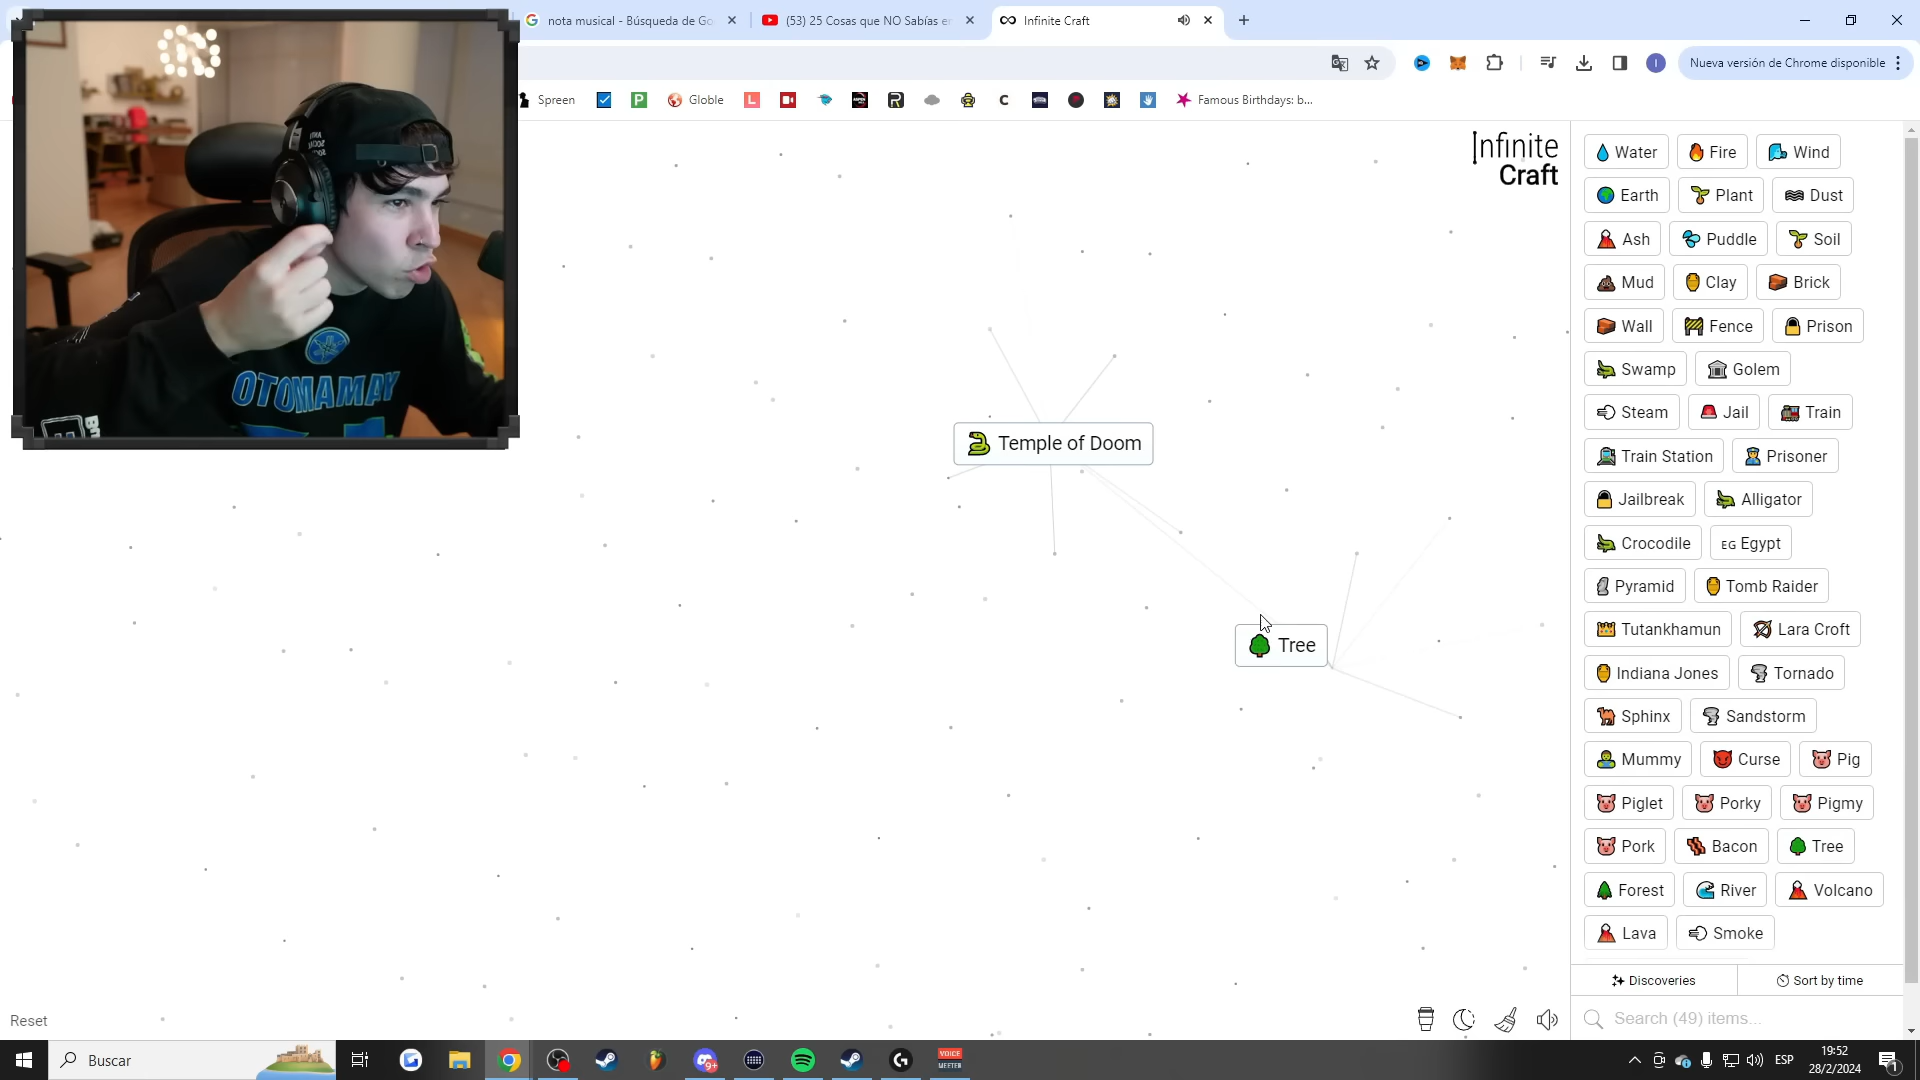 nota musical - Búsqueda de Go
(53) 25 Cosas que NO Sabías e
Infinite Craft
Nueva versión de Chrome disponible
Spreen
Globle
Famous Birthdays: b...
Infinite
Craft
Water
Fire
Wind
Earth
Plant
Dust
Ash
Puddle
Soil
Mud
Clay
Brick
Wall
Fence
Prison
Swamp
Golem
Steam
Jail
Train
Train Station
Prisoner
Jailbreak
Alligator
Crocodile
EG Egypt
Pyramid
Tomb Raider
Tutankhamun
Lara Croft
Indiana Jones
Tornado
Sphinx
Sandstorm
Mummy
Curse
Pig
Piglet
Porky
Pigmy
Pork
Bacon
Tree
Forest
River
Volcano
Lava
Smoke
Discoveries
Sort by time
Search (49) items...
Temple of Doom
Tree
OTOMAMAY
Reset
Buscar
9+
VOICE
MEETER
ESP
19:52
28/2/2024
1